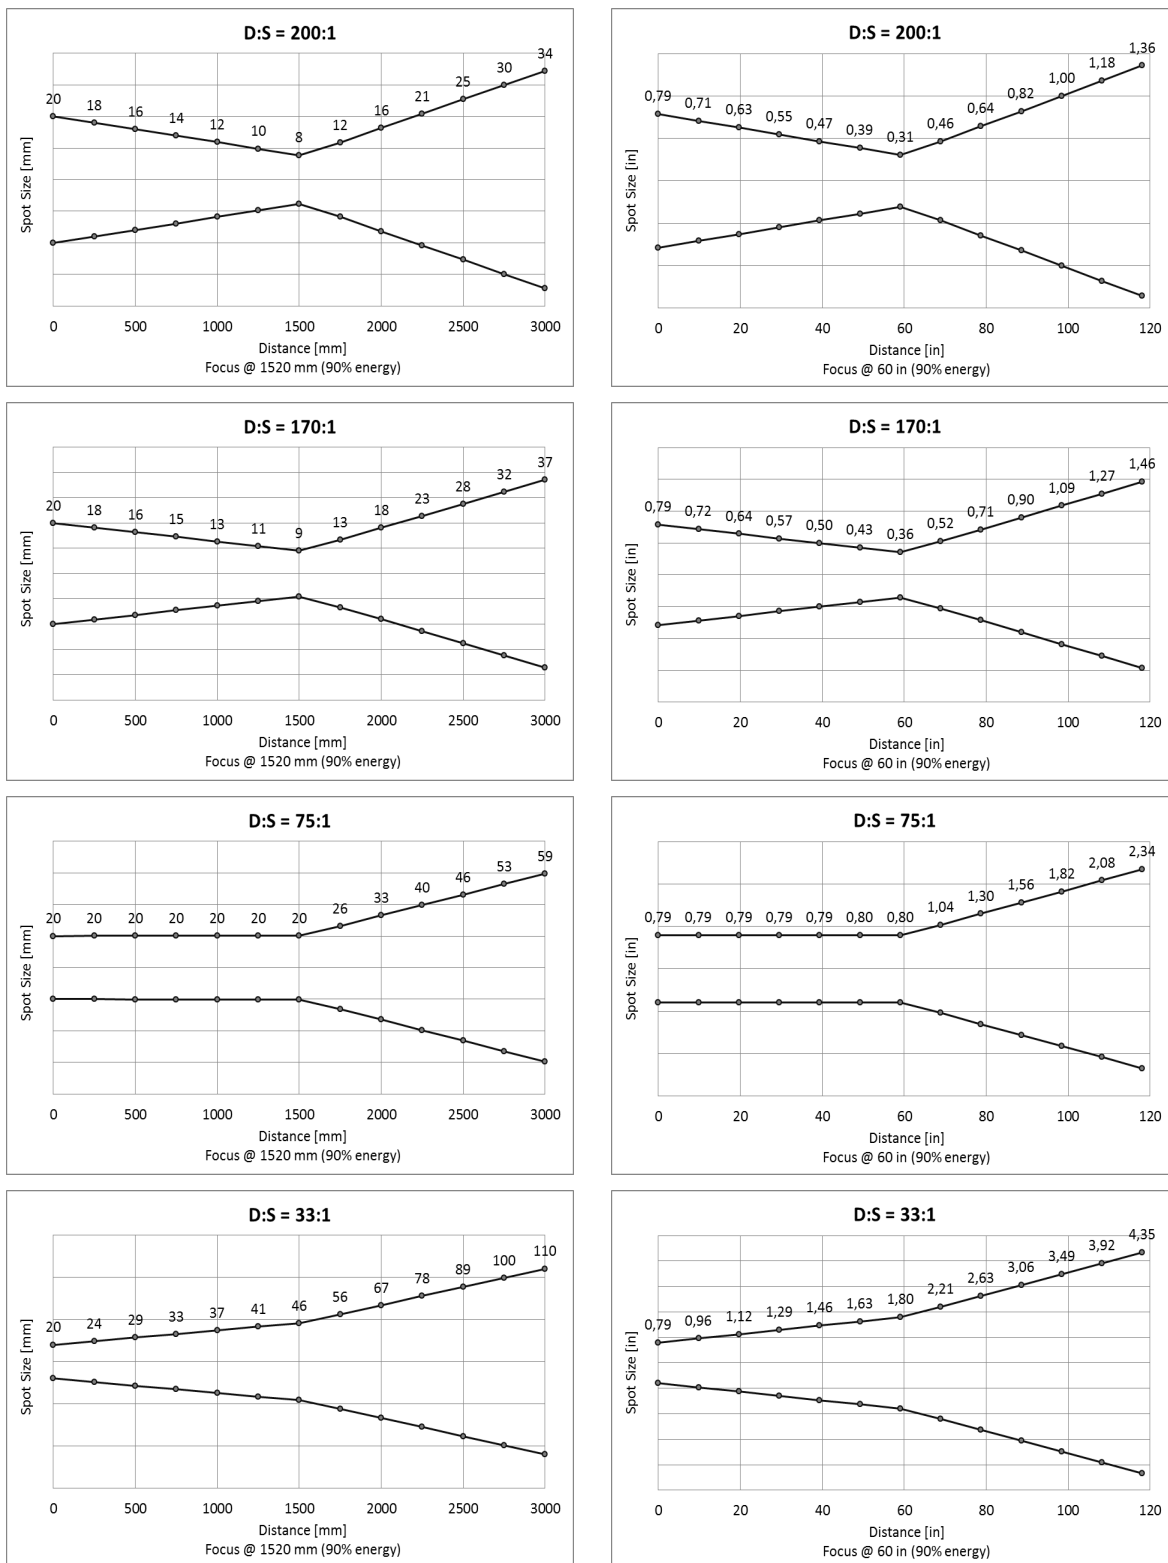 D:S = 200:1
20 18 16 14 12 10 8 12 16 21 25 30 34
Spot Size [mm]
0 500 1000 1500 2000 2500 3000
Distance [mm]
Focus @ 1520 mm (90% energy)
D:S = 200:1
0,79 0,71 0,63 0,55 0,47 0,39 0,31 0,46 0,64 0,82 1,00 1,18 1,36
Spot Size [in]
0 20 40 60 80 100 120
Distance [in]
Focus @ 60 in (90% energy)
D:S = 170:1
20 18 16 15 13 11 9 13 18 23 28 32 37
Spot Size [mm]
0 500 1000 1500 2000 2500 3000
Distance [mm]
Focus @ 1520 mm (90% energy)
D:S = 170:1
0,79 0,72 0,64 0,57 0,50 0,43 0,36 0,52 0,71 0,90 1,09 1,27 1,46
Spot Size [in]
0 20 40 60 80 100 120
Distance [in]
Focus @ 60 in (90% energy)
D:S = 75:1
20 20 20 20 20 20 20 26 33 40 46 53 59
Spot Size [mm]
0 500 1000 1500 2000 2500 3000
Distance [mm]
Focus @ 1520 mm (90% energy)
D:S = 75:1
0,79 0,79 0,79 0,79 0,79 0,80 0,80 1,04 1,30 1,56 1,82 2,08 2,34
Spot Size [in]
0 20 40 60 80 100 120
Distance [in]
Focus @ 60 in (90% energy)
D:S = 33:1
20 24 29 33 37 41 46 56 67 78 89 100 110
Spot Size [mm]
0 500 1000 1500 2000 2500 3000
Distance [mm]
Focus @ 1520 mm (90% energy)
D:S = 33:1
0,79 0,96 1,12 1,29 1,46 1,63 1,80 2,21 2,63 3,06 3,49 3,92 4,35
Spot Size [in]
0 20 40 60 80 100 120
Distance [in]
Focus @ 60 in (90% energy)